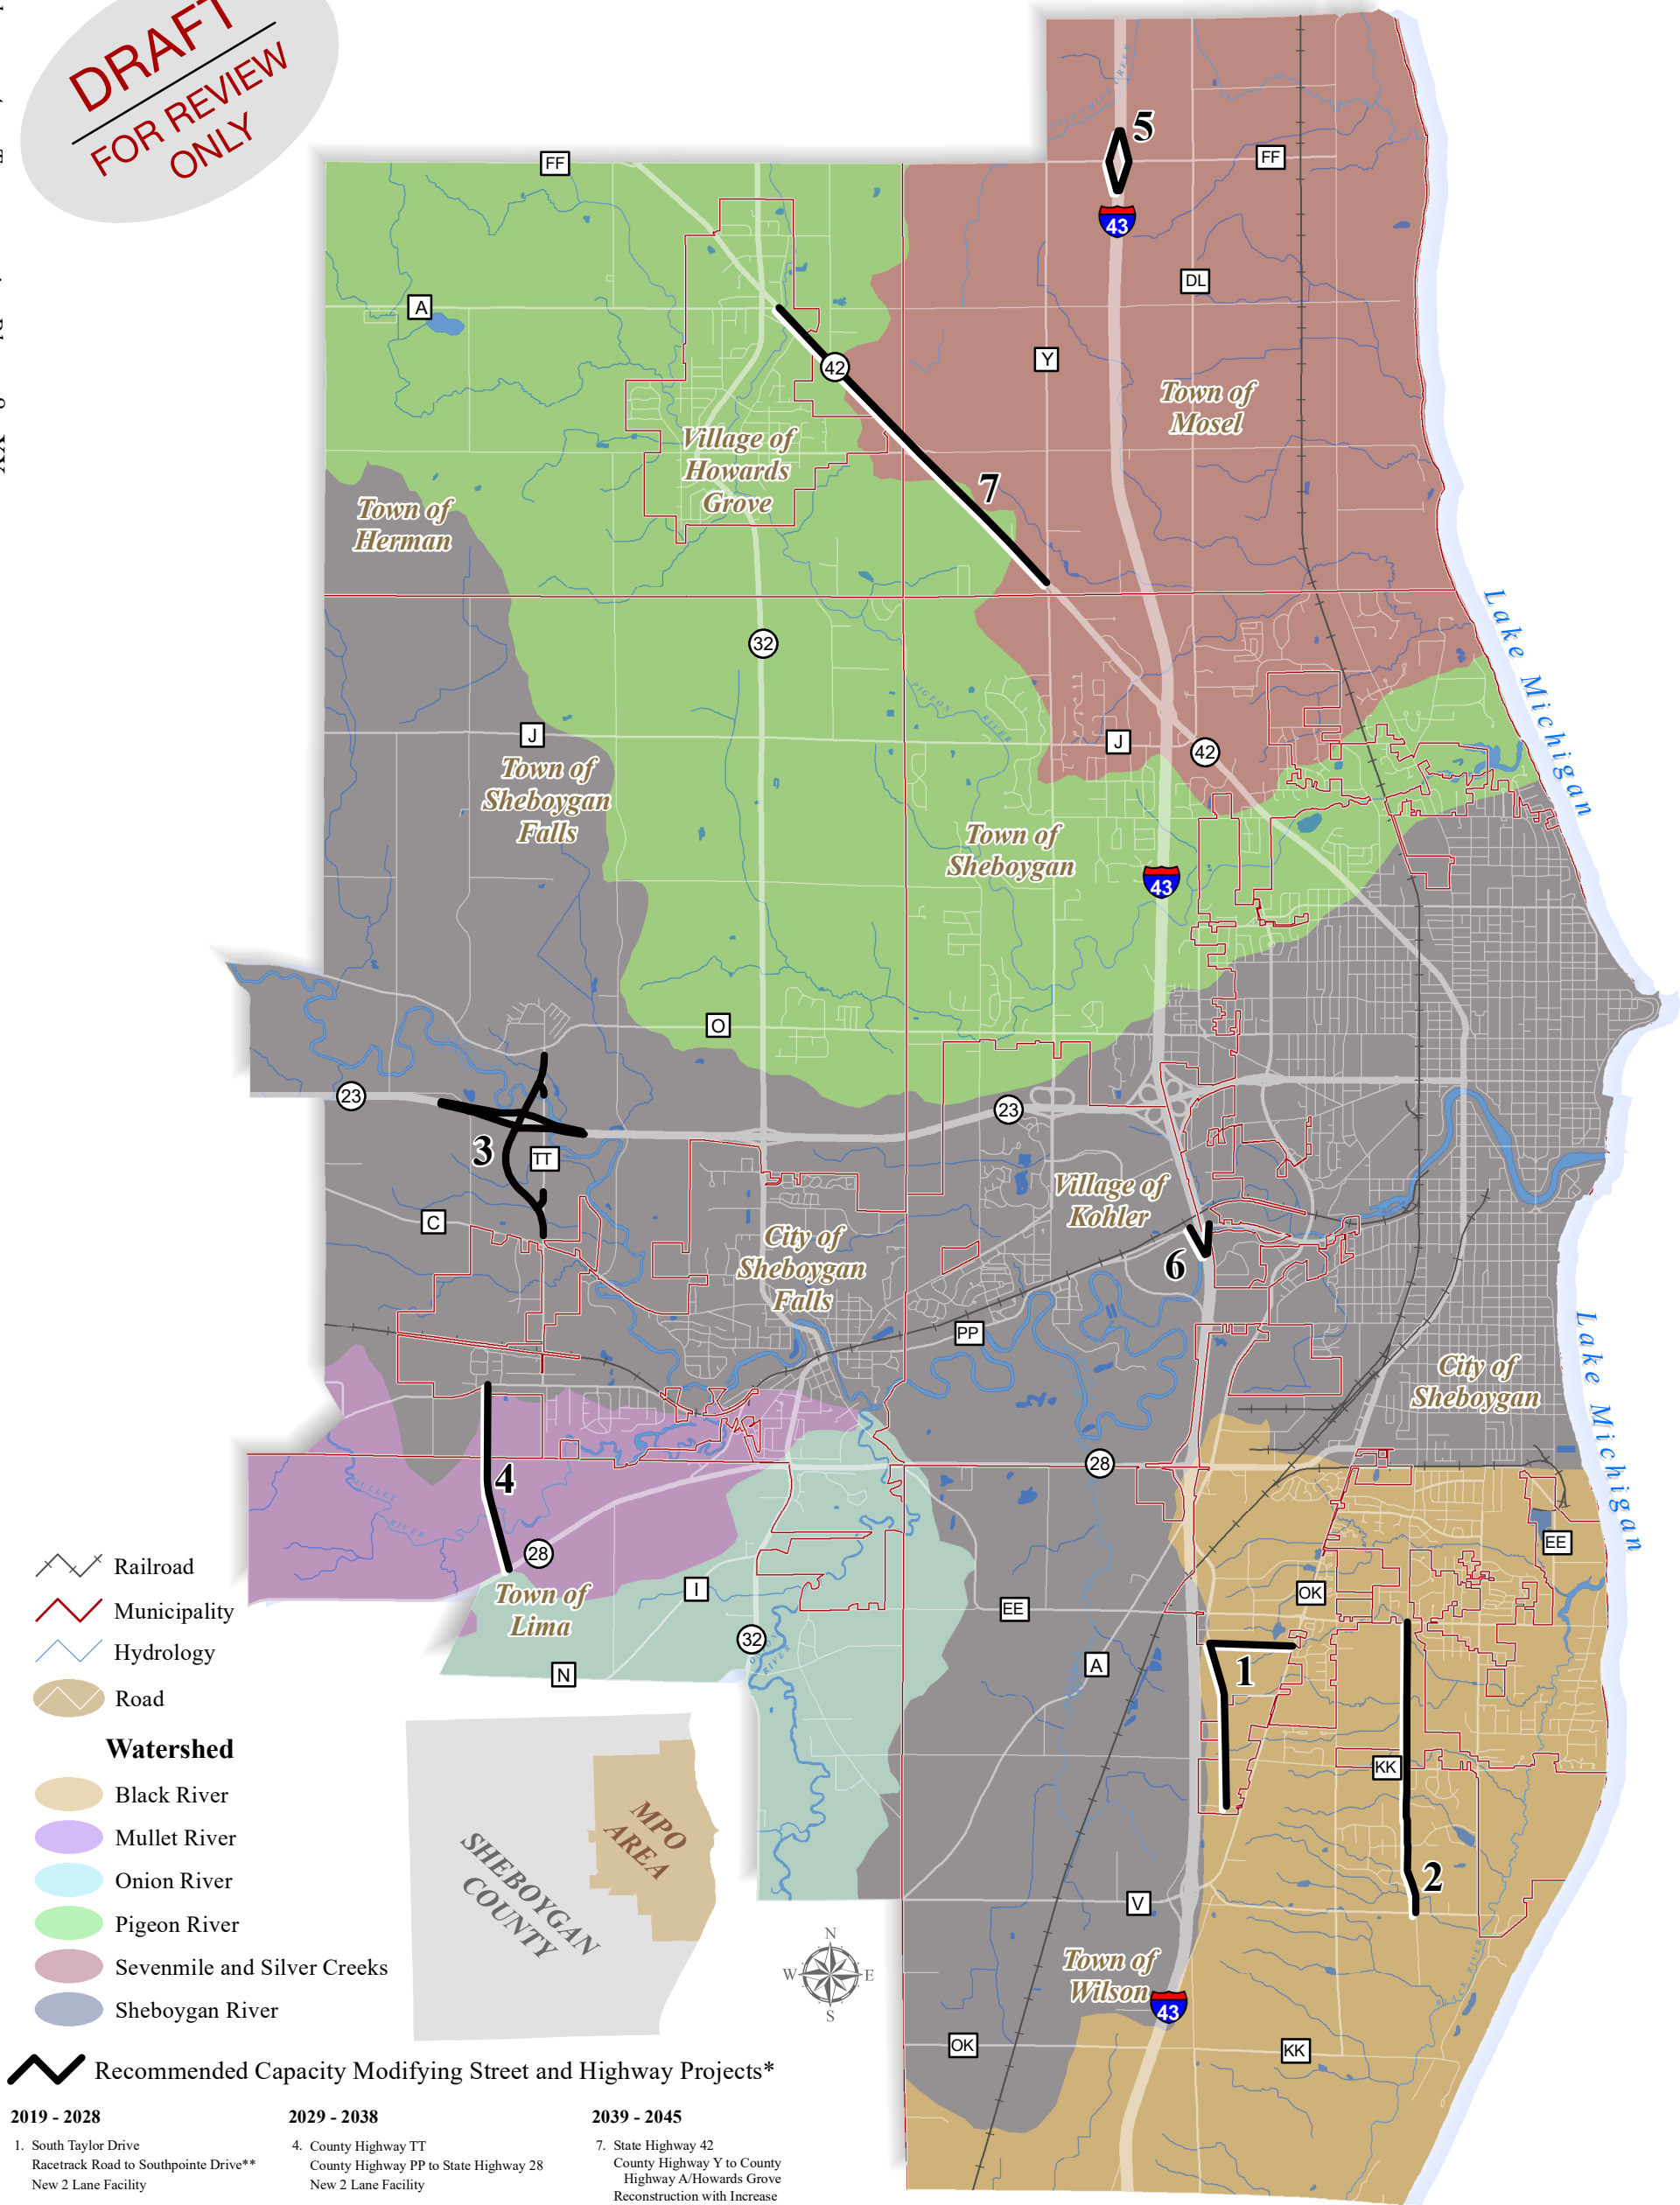 DRAFT
FOR REVIEW
ONLY
FF
5
FF
43
DL
A
Y
42
Town of
Mosel
Village of
Howards
Grove
7
Town of
Herman
Lake Michigan
32
PIGEON RIVER
J
J
42
Town of
Sheboygan
Falls
Town of
Sheboygan
43
O
23
23
3
TT
Village of
Kohler
C
City of
Sheboygan
Falls
6
PP
Lake Michigan
City of
Sheboygan
28
4
MULLET RIVER
28
EE
Town of
Lima
I
OK
EE
32
RIVER
N
A
1
KK
2
V
Town of
Wilson
43
BLACK RIVER
OK
KK
Railroad
Municipality
Hydrology
Road
Watershed
Black River
Mullet River
Onion River
Pigeon River
Sevenmile and Silver Creeks
Sheboygan River
SHEBOYGAN
COUNTY
MPO
AREA
N
W E
S
Recommended Capacity Modifying Street and Highway Projects*
2019 - 2028
1. South Taylor Drive
Racetrack Road to Southpointe Drive**
New 2 Lane Facility
2029 - 2038
4. County Highway TT
County Highway PP to State Highway 28
New 2 Lane Facility
2039 - 2045
7. State Highway 42
County Highway Y to County
Highway A/Howards Grove
Reconstruction with Increase